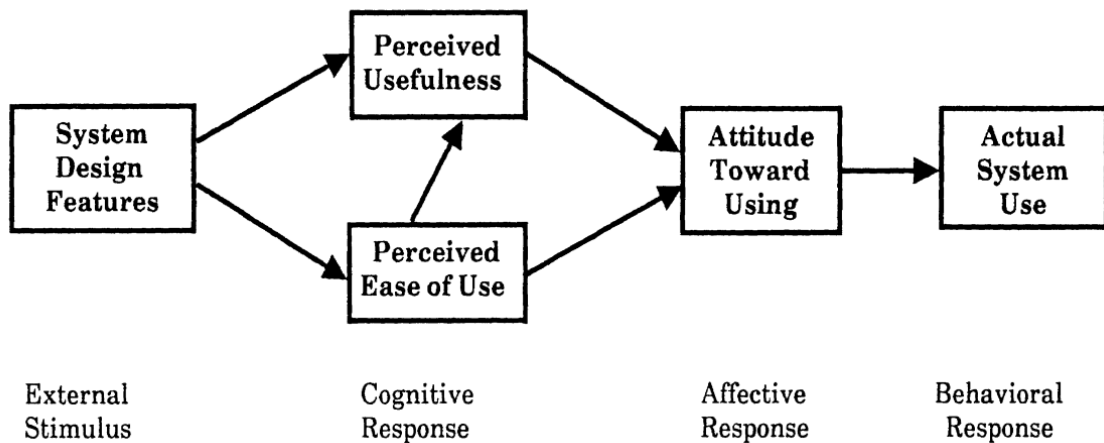 Perceived
Usefulness
System
Design
Features
Attitude
Toward
Using
Actual
System
Use
Perceived
Ease of Use
External
Stimulus
Cognitive
Response
Affective
Response
Behavioral
Response